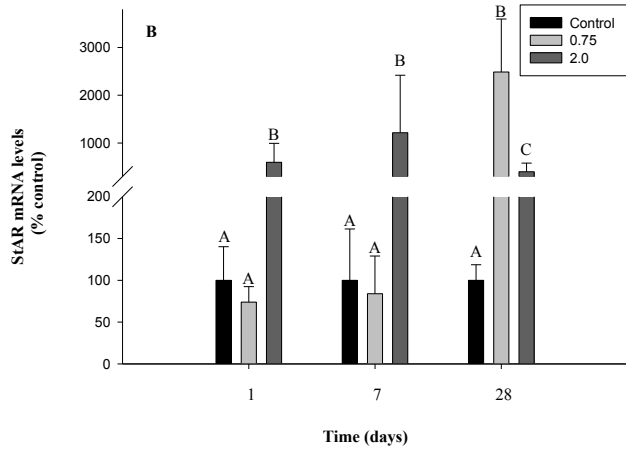 B
Control
0.75
2.0
StAR mRNA levels
(% control)
3000
2000
1000
200
150
100
50
0
A
A
B
A
A
B
A
B
C
1
7
28
Time (days)